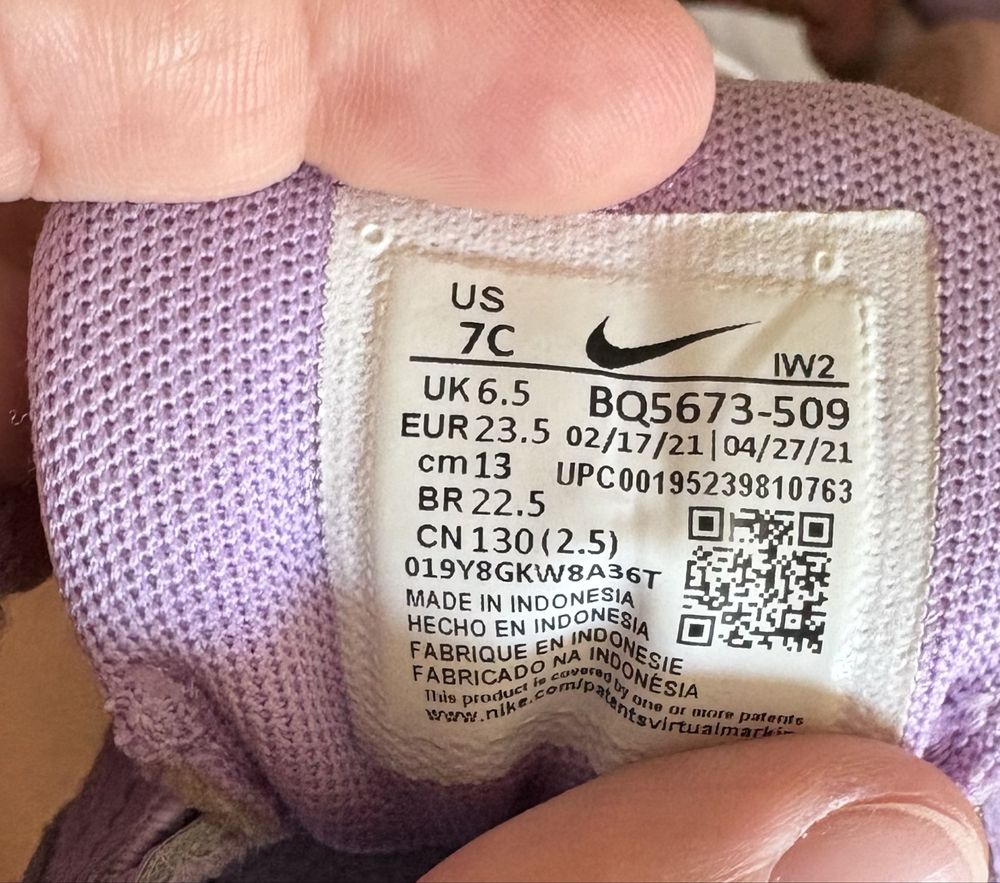 US
7C
IW2
UK 6.5
BQ5673-509
EUR 23.5
02/17/21|04/27/21
cm 13
UPC00195239810763
BR 22.5
CN 130 (2.5)
019Y8GKW8A36T
MADE IN INDONESIA
HECHO EN INDONESIA
FABRIQUE EN INDONESIE
FABRICADO NA INDONÉSIA
This product is covered by one or more patents
www.nike.com/patentsvirtualmarkin